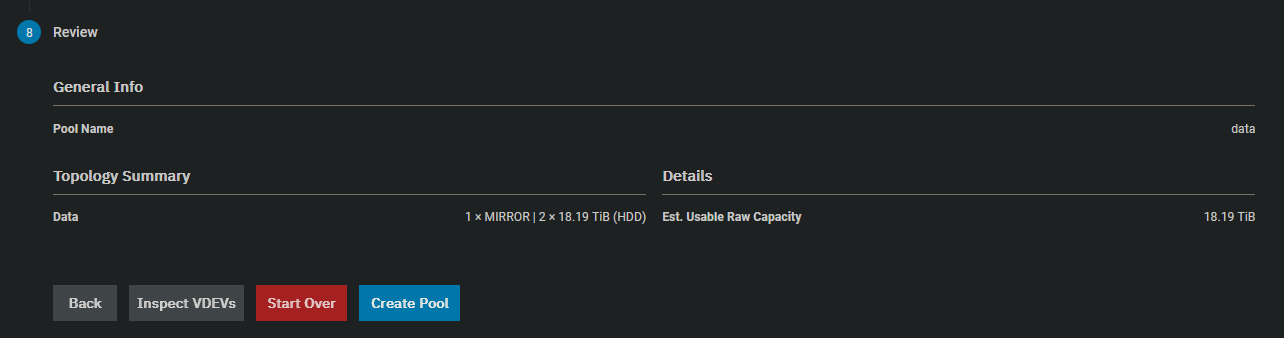 8 Review
General Info
Pool Name data
Topology Summary
Data 1 × MIRROR | 2 × 18.19 TiB (HDD)
Details
Est. Usable Raw Capacity 18.19 TiB
Back Inspect VDEVs Start Over Create Pool